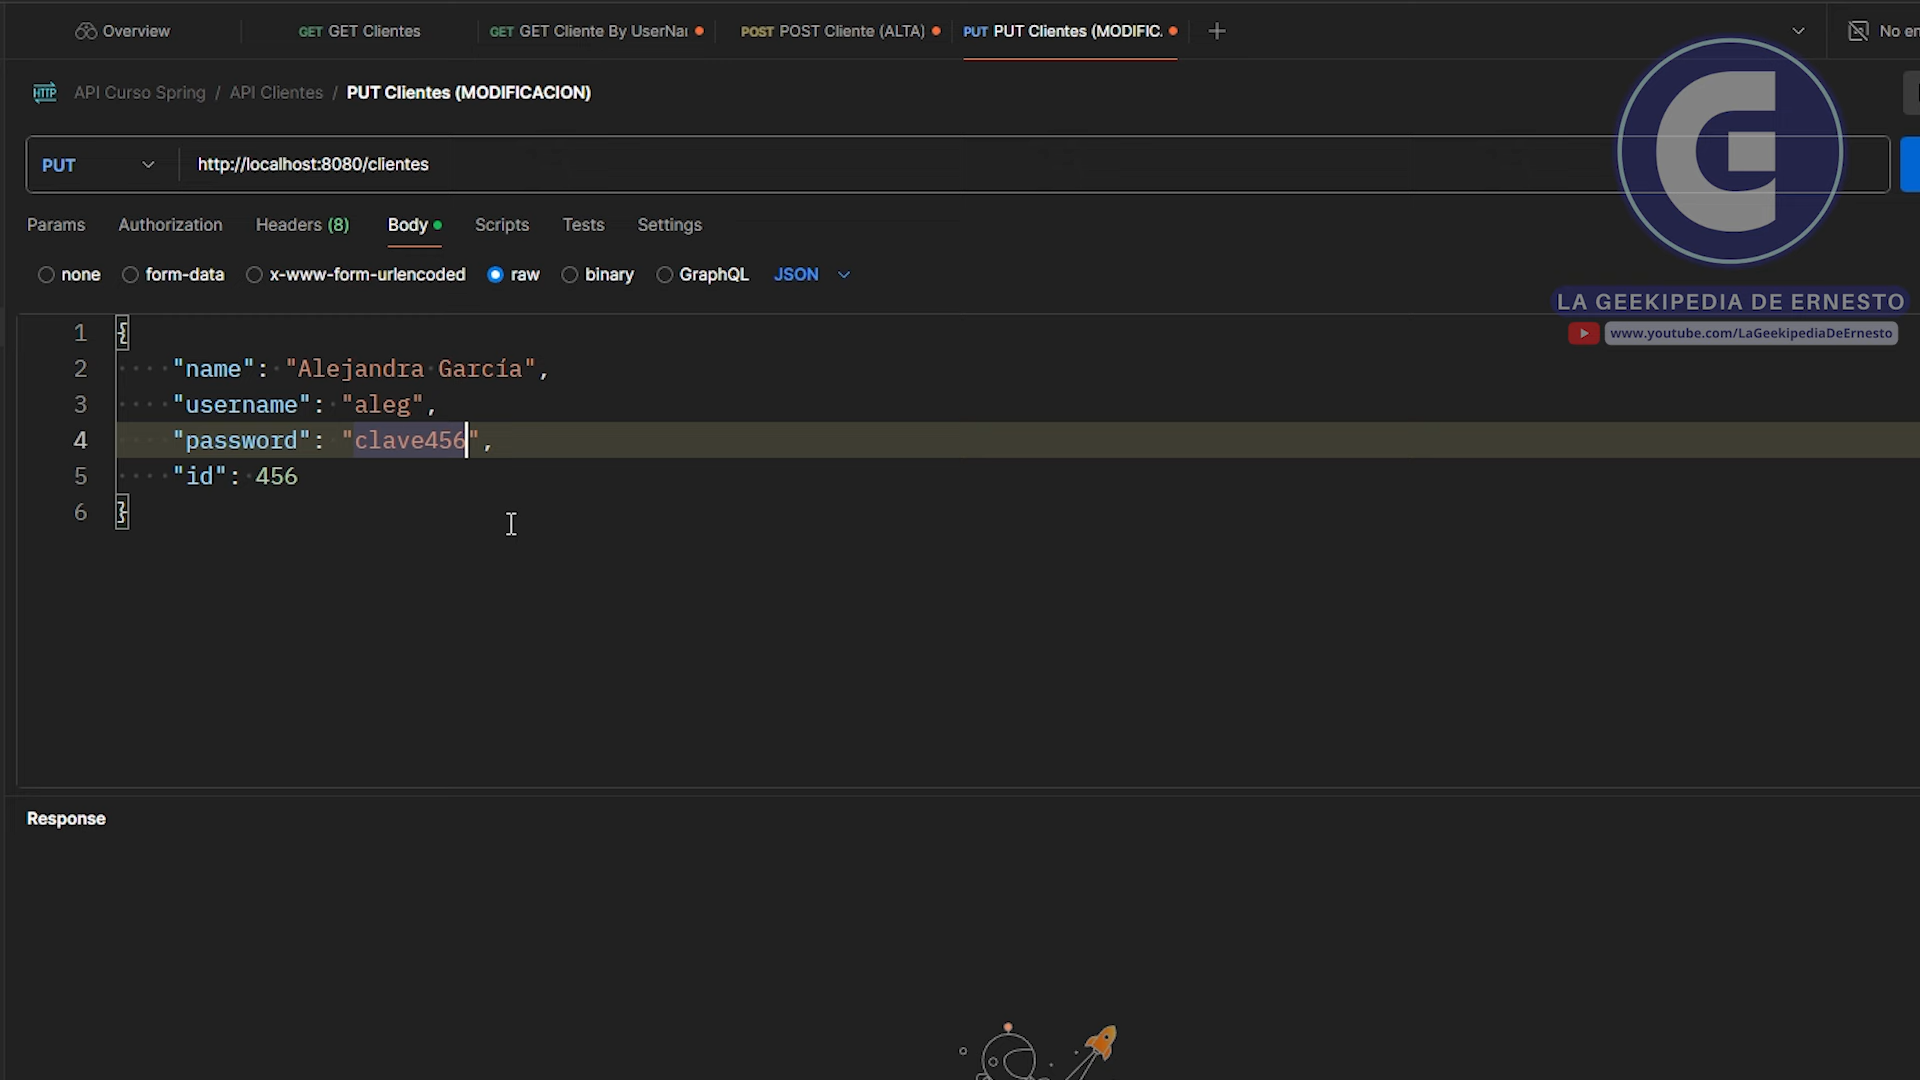 Overview GET GET Clientes GET GET Cliente By UserNa POST POST Cliente (ALTA) PUT PUT Clientes (MODIFIC. + No en
HTTP API Curso Spring / API Clientes / PUT Clientes (MODIFICACION)
PUT http://localhost:8080/clientes
Params Authorization Headers (8) Body Scripts Tests Settings
none form-data x-www-form-urlencoded raw binary GraphQL JSON
LA GEEKIPEDIA DE ERNESTO
www.youtube.com/LaGeekipediaDeErnesto
1 {
2 "name": "Alejandra García",
3 "username": "aleg",
4 "password": "clave456",
5 "id": 456
6 }
Response